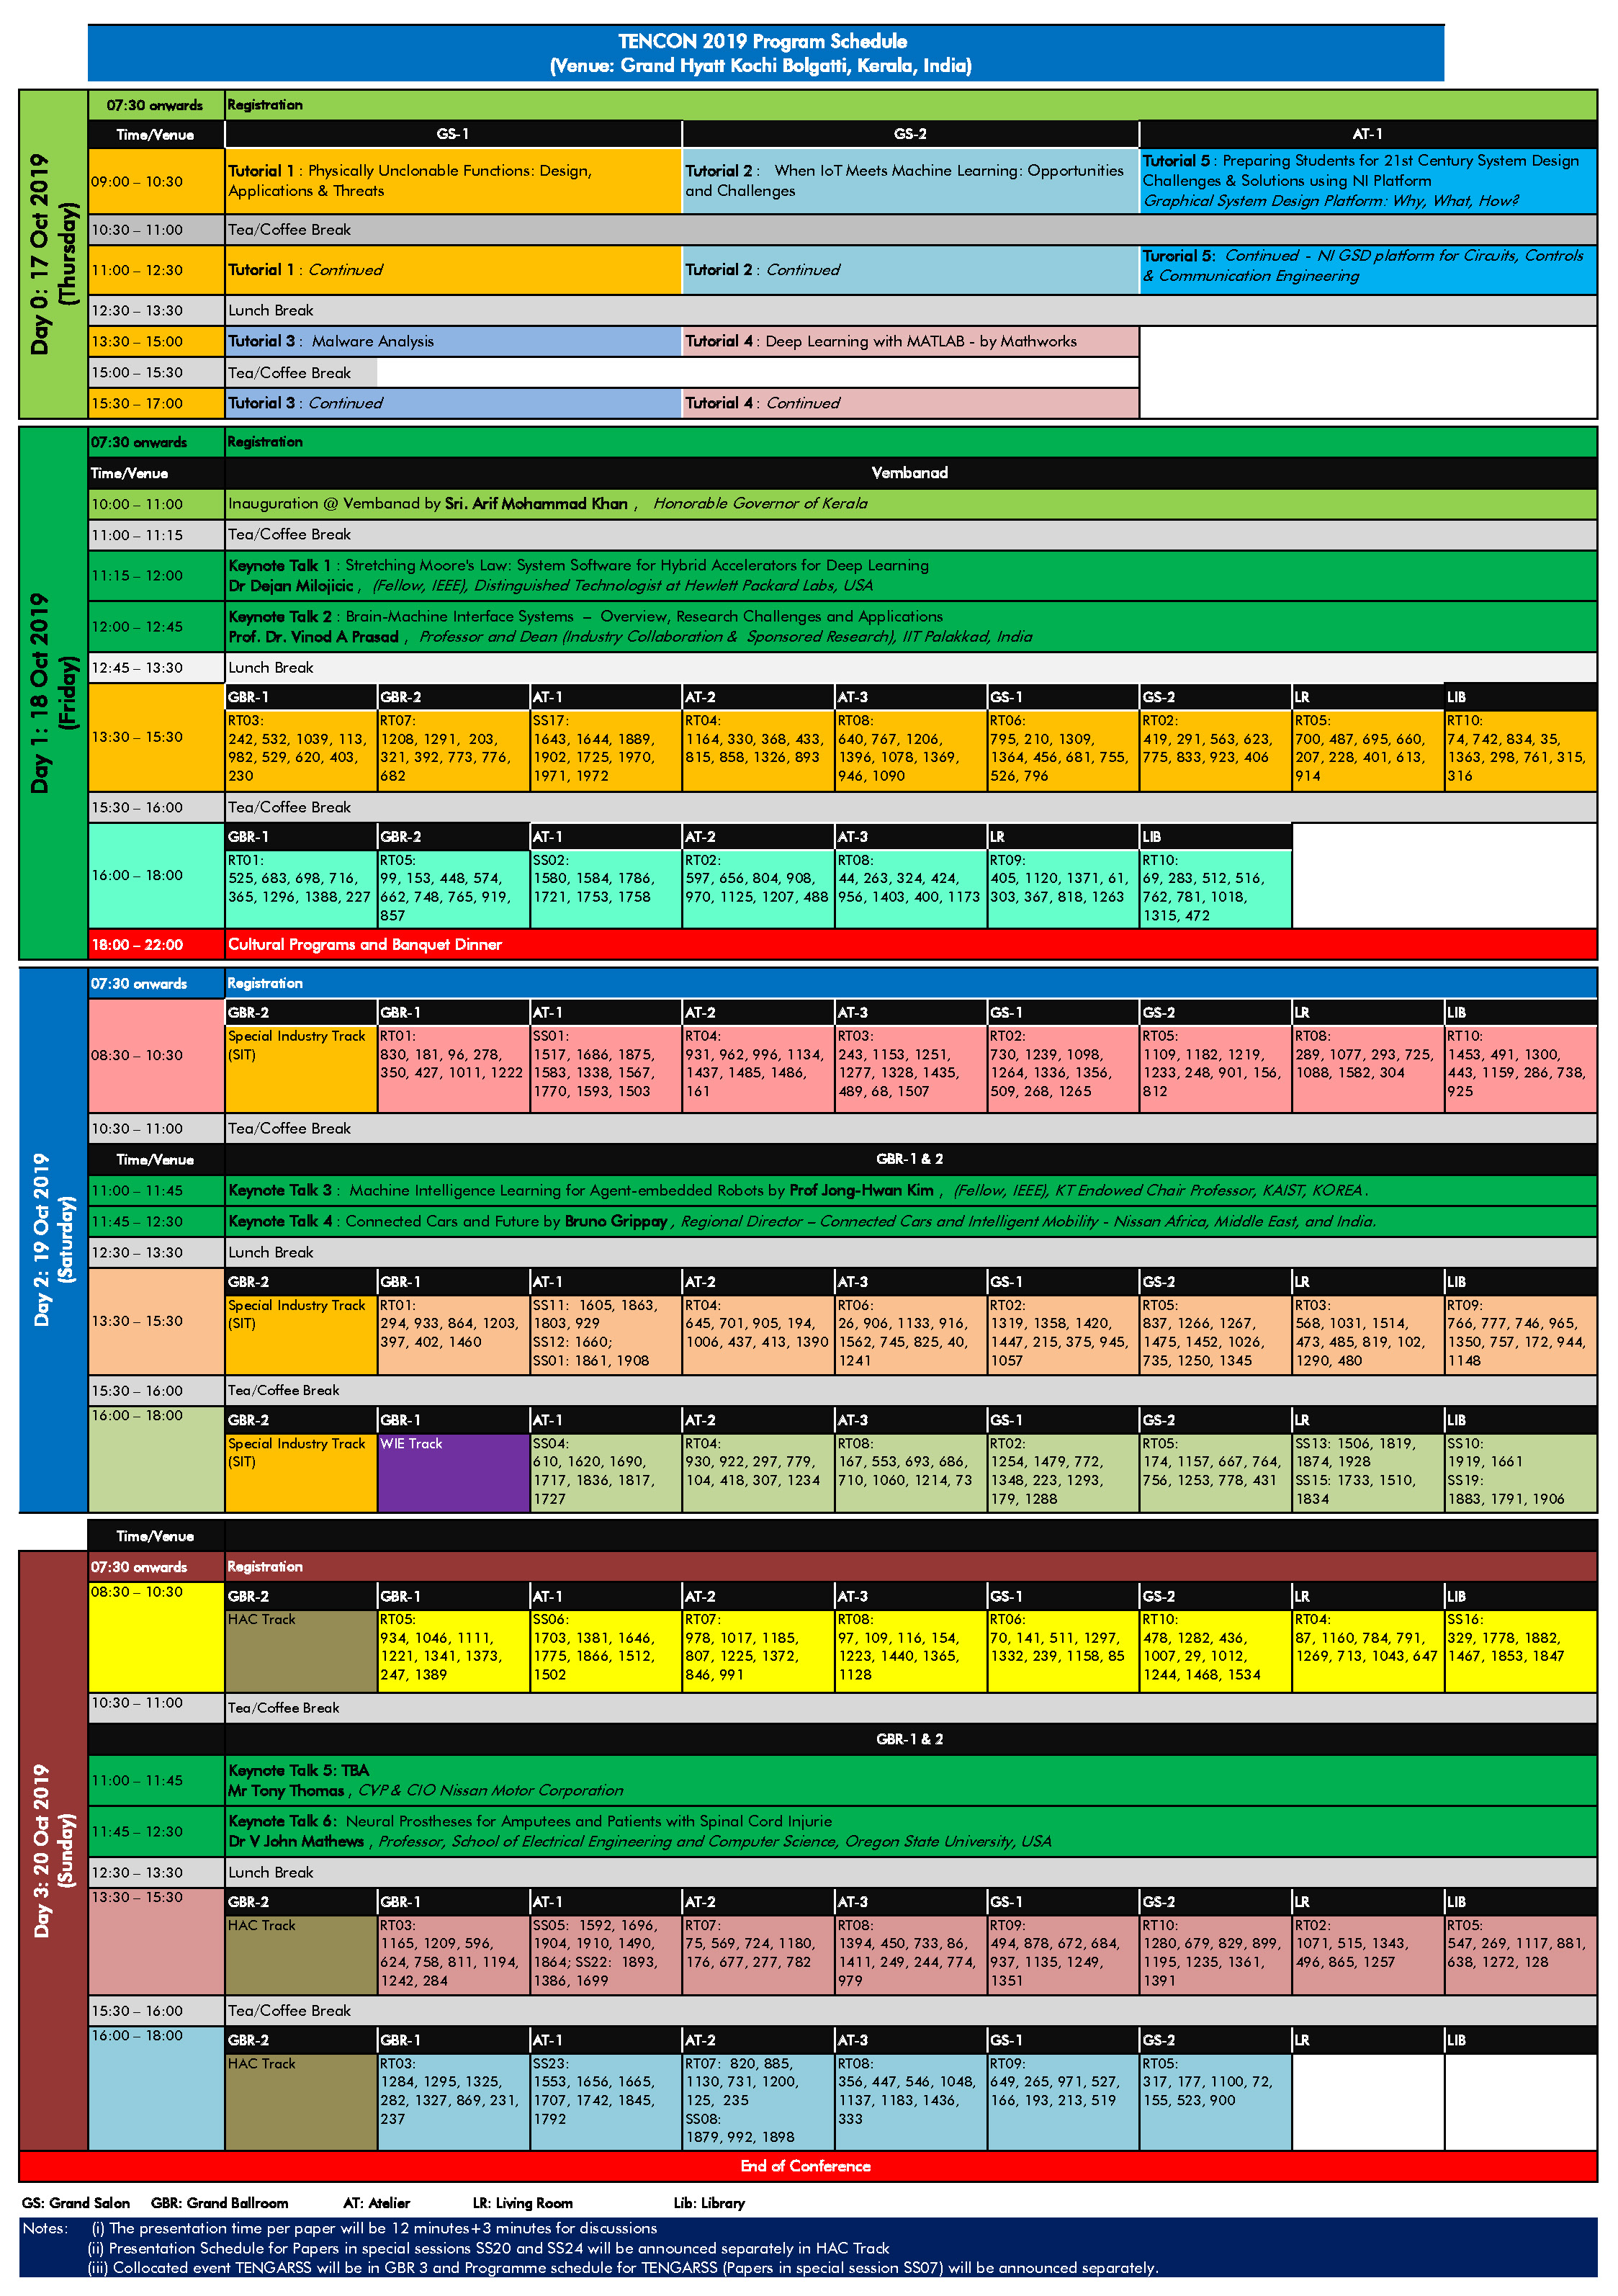 TENCON 2019 Program Schedule
(Venue: Grand Hyatt Kochi Bolgatti, Kerala, India)
Day 0: 17 Oct 2019
(Thursday)
07:30 onwards Registration
Time/Venue GS-1 GS-2 AT-1
09:00 – 10:30
Tutorial 1 : Physically Unclonable Functions: Design,
Applications & Threats
Tutorial 2 : When IoT Meets Machine Learning: Opportunities
and Challenges
Tutorial 5 : Preparing Students for 21st Century System Design
Challenges & Solutions using NI Platform
Graphical System Design Platform: Why, What, How?
10:30 – 11:00 Tea/Coffee Break
11:00 – 12:30
Tutorial 1 : Continued
Tutorial 2 : Continued
Turorial 5: Continued - NI GSD platform for Circuits, Controls
& Communication Engineering
12:30 – 13:30 Lunch Break
13:30 – 15:00 Tutorial 3 : Malware Analysis Tutorial 4 : Deep Learning with MATLAB - by Mathworks
15:00 – 15:30 Tea/Coffee Break
15:30 – 17:00 Tutorial 3 : Continued Tutorial 4 : Continued
Day 1: 18 Oct 2019
(Friday)
07:30 onwards Registration
Time/Venue Vembanad
10:00 – 11:00 Inauguration @ Vembanad by Sri. Arif Mohammad Khan , Honorable Governor of Kerala
11:00 – 11:15 Tea/Coffee Break
11:15 – 12:00
Keynote Talk 1 : Stretching Moore's Law: System Software for Hybrid Accelerators for Deep Learning
Dr Dejan Milojicic , (Fellow, IEEE), Distinguished Technologist at Hewlett Packard Labs, USA
12:00 – 12:45
Keynote Talk 2 : Brain-Machine Interface Systems – Overview, Research Challenges and Applications
Prof. Dr. Vinod A Prasad , Professor and Dean (Industry Collaboration & Sponsored Research), IIT Palakkad, India
12:45 – 13:30 Lunch Break
13:30 – 15:30
GBR-1 GBR-2 AT-1 AT-2 AT-3 GS-1 GS-2 LR LIB
RT03:
242, 532, 1039, 113,
982, 529, 620, 403,
230
RT07:
1208, 1291, 203,
321, 392, 773, 776,
682
SS17:
1643, 1644, 1889,
1902, 1725, 1970,
1971, 1972
RT04:
1164, 330, 368, 433,
815, 858, 1326, 893
RT08:
640, 767, 1206,
1396, 1078, 1369,
946, 1090
RT06:
795, 210, 1309,
1364, 456, 681, 755,
526, 796
RT02:
419, 291, 563, 623,
775, 833, 923, 406
RT05:
700, 487, 695, 660,
207, 228, 401, 613,
914
RT10:
74, 742, 834, 35,
1363, 298, 761, 315,
316
15:30 – 16:00 Tea/Coffee Break
16:00 – 18:00
GBR-1 GBR-2 AT-1 AT-2 AT-3 LR LIB
RT01:
525, 683, 698, 716,
365, 1296, 1388, 227
RT05:
99, 153, 448, 574,
662, 748, 765, 919,
857
SS02:
1580, 1584, 1786,
1721, 1753, 1758
RT02:
597, 656, 804, 908,
970, 1125, 1207, 488
RT08:
44, 263, 324, 424,
956, 1403, 400, 1173
RT09:
405, 1120, 1371, 61,
303, 367, 818, 1263
RT10:
69, 283, 512, 516,
762, 781, 1018,
1315, 472
18:00 – 22:00 Cultural Programs and Banquet Dinner
Day 2: 19 Oct 2019
(Saturday)
07:30 onwards Registration
08:30 – 10:30
GBR-2 GBR-1 AT-1 AT-2 AT-3 GS-1 GS-2 LR LIB
Special Industry Track
(SIT)
RT01:
830, 181, 96, 278,
350, 427, 1011, 1222
SS01:
1517, 1686, 1875,
1583, 1338, 1567,
1770, 1593, 1503
RT04:
931, 962, 996, 1134,
1437, 1485, 1486,
161
RT03:
243, 1153, 1251,
1277, 1328, 1435,
489, 68, 1507
RT02:
730, 1239, 1098,
1264, 1336, 1356,
509, 268, 1265
RT05:
1109, 1182, 1219,
1233, 248, 901, 156,
812
RT08:
289, 1077, 293, 725,
1088, 1582, 304
RT10:
1453, 491, 1300,
443, 1159, 286, 738,
925
10:30 – 11:00 Tea/Coffee Break
Time/Venue GBR-1 & 2
11:00 – 11:45 Keynote Talk 3 : Machine Intelligence Learning for Agent-embedded Robots by Prof Jong-Hwan Kim , (Fellow, IEEE), KT Endowed Chair Professor, KAIST, KOREA .
11:45 – 12:30 Keynote Talk 4 : Connected Cars and Future by Bruno Grippay , Regional Director – Connected Cars and Intelligent Mobility - Nissan Africa, Middle East, and India.
12:30 – 13:30 Lunch Break
13:30 – 15:30
GBR-2 GBR-1 AT-1 AT-2 AT-3 GS-1 GS-2 LR LIB
Special Industry Track
(SIT)
RT01:
294, 933, 864, 1203,
397, 402, 1460
SS11: 1605, 1863,
1803, 929
SS12: 1660;
SS01: 1861, 1908
RT04:
645, 701, 905, 194,
1006, 437, 413, 1390
RT06:
26, 906, 1133, 916,
1562, 745, 825, 40,
1241
RT02:
1319, 1358, 1420,
1447, 215, 375, 945,
1057
RT05:
837, 1266, 1267,
1475, 1452, 1026,
735, 1250, 1345
RT03:
568, 1031, 1514,
473, 485, 819, 102,
1290, 480
RT09:
766, 777, 746, 965,
1350, 757, 172, 944,
1148
15:30 – 16:00 Tea/Coffee Break
16:00 – 18:00
GBR-2 GBR-1 AT-1 AT-2 AT-3 GS-1 GS-2 LR LIB
Special Industry Track
(SIT)
WIE Track
SS04:
610, 1620, 1690,
1717, 1836, 1817,
1727
RT04:
930, 922, 297, 779,
104, 418, 307, 1234
RT08:
167, 553, 693, 686,
710, 1060, 1214, 73
RT02:
1254, 1479, 772,
1348, 223, 1293,
179, 1288
RT05:
174, 1157, 667, 764,
756, 1253, 778, 431
SS13: 1506, 1819,
1874, 1928
SS15: 1733, 1510,
1834
SS10:
1919, 1661
SS19:
1883, 1791, 1906
Time/Venue
Day 3: 20 Oct 2019
(Sunday)
07:30 onwards Registration
08:30 – 10:30
GBR-2 GBR-1 AT-1 AT-2 AT-3 GS-1 GS-2 LR LIB
HAC Track
RT05:
934, 1046, 1111,
1221, 1341, 1373,
247, 1389
SS06:
1703, 1381, 1646,
1775, 1866, 1512,
1502
RT07:
978, 1017, 1185,
807, 1225, 1372,
846, 991
RT08:
97, 109, 116, 154,
1223, 1440, 1365,
1128
RT06:
70, 141, 511, 1297,
1332, 239, 1158, 85
RT10:
478, 1282, 436,
1007, 29, 1012,
1244, 1468, 1534
RT04:
87, 1160, 784, 791,
1269, 713, 1043, 647
SS16:
329, 1778, 1882,
1467, 1853, 1847
10:30 – 11:00 Tea/Coffee Break
GBR-1 & 2
11:00 – 11:45
Keynote Talk 5: TBA
Mr Tony Thomas , CVP & CIO Nissan Motor Corporation
11:45 – 12:30
Keynote Talk 6: Neural Prostheses for Amputees and Patients with Spinal Cord Injurie
Dr V John Mathews , Professor, School of Electrical Engineering and Computer Science, Oregon State University, USA
12:30 – 13:30 Lunch Break
13:30 – 15:30
GBR-2 GBR-1 AT-1 AT-2 AT-3 GS-1 GS-2 LR LIB
HAC Track
RT03:
1165, 1209, 596,
624, 758, 811, 1194,
1242, 284
SS05: 1592, 1696,
1904, 1910, 1490,
1864; SS22: 1893,
1386, 1699
RT07:
75, 569, 724, 1180,
176, 677, 277, 782
RT08:
1394, 450, 733, 86,
1411, 249, 244, 774,
979
RT09:
494, 878, 672, 684,
937, 1135, 1249,
1351
RT10:
1280, 679, 829, 899,
1195, 1235, 1361,
1391
RT02:
1071, 515, 1343,
496, 865, 1257
RT05:
547, 269, 1117, 881,
638, 1272, 128
15:30 – 16:00 Tea/Coffee Break
16:00 – 18:00
GBR-2 GBR-1 AT-1 AT-2 AT-3 GS-1 GS-2 LR LIB
HAC Track
RT03:
1284, 1295, 1325,
282, 1327, 869, 231,
237
SS23:
1553, 1656, 1665,
1707, 1742, 1845,
1792
RT07: 820, 885,
1130, 731, 1200,
125, 235
SS08:
1879, 992, 1898
RT08:
356, 447, 546, 1048,
1137, 1183, 1436,
333
RT09:
649, 265, 971, 527,
166, 193, 213, 519
RT05:
317, 177, 1100, 72,
155, 523, 900
End of Conference
GS: Grand Salon GBR: Grand Ballroom AT: Atelier LR: Living Room Lib: Library
Notes: (i) The presentation time per paper will be 12 minutes+3 minutes for discussions
(ii) Presentation Schedule for Papers in special sessions SS20 and SS24 will be announced separately in HAC Track
(iii) Collocated event TENGARSS will be in GBR 3 and Programme schedule for TENGARSS (Papers in special session SS07) will be announced separately.